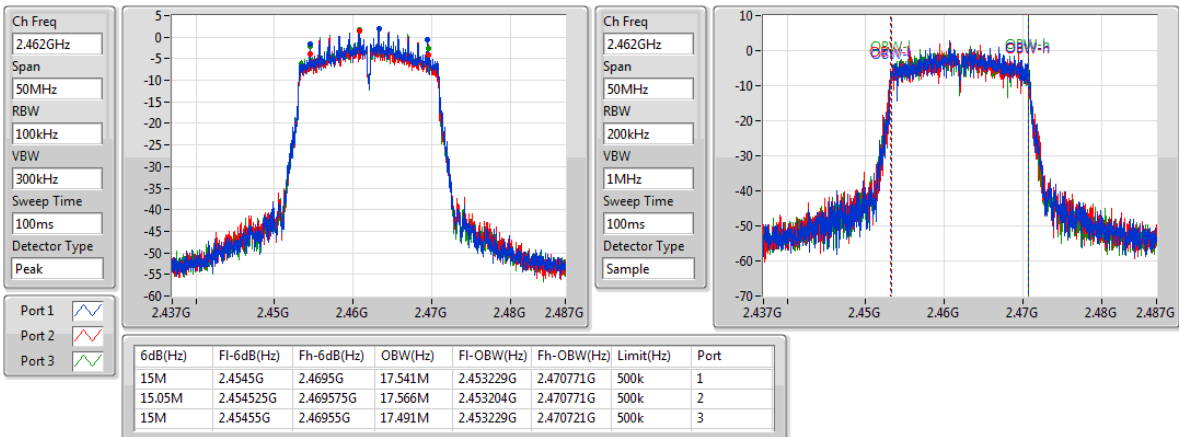 Ch Freq
2.462GHz
Span
50MHz
RBW
100kHz
VBW
300kHz
Sweep Time
100ms
Detector Type
Peak
Port 1
Port 2
Port 3
5
0
-5
-10
-15
-20
-25
-30
-35
-40
-45
-50
-55
-60
2.437G 2.45G 2.46G 2.47G 2.487G
Ch Freq
2.462GHz
Span
50MHz
RBW
200kHz
VBW
1MHz
Sweep Time
100ms
Detector Type
Sample
10
0
-10
-20
-30
-40
-50
-60
-70
OBW-l OBW-h
2.437G 2.45G 2.46G 2.47G 2.48G 2.487G
6dB(Hz) Fl-6dB(Hz) Fh-6dB(Hz) OBW(Hz) Fl-OBW(Hz) Fh-OBW(Hz) Limit(Hz) Port
15M 2.4545G 2.4695G 17.541M 2.453229G 2.470771G 500k 1
15.05M 2.454525G 2.469575G 17.566M 2.453204G 2.470771G 500k 2
15M 2.45455G 2.46955G 17.491M 2.453229G 2.470721G 500k 3